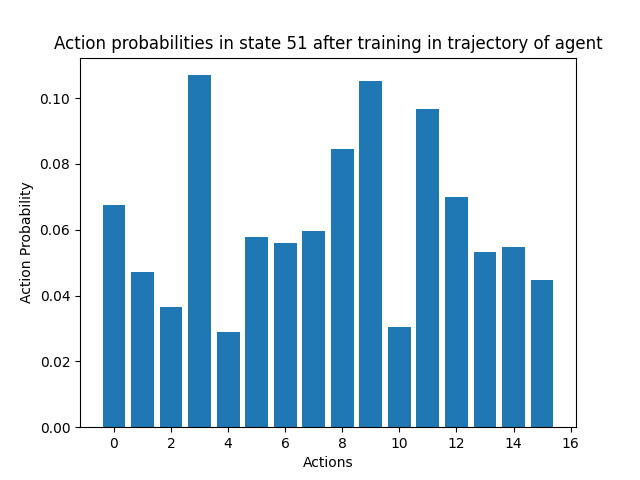 Action probabilities in state 51 after training in trajectory of agent
Action Probability
0.10
0.08
0.06
0.04
0.02
0.00
0 2 4 6 8 10 12 14 16
Actions